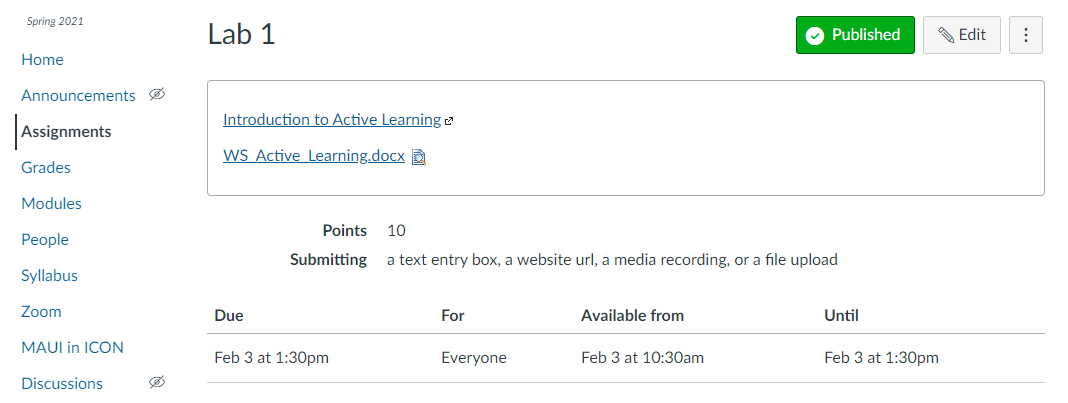 Spring 2021
Home
Announcements
Assignments
Grades
Modules
People
Syllabus
Zoom
MAUI in ICON
Discussions
Lab 1
Published
Edit
Introduction to Active Learning
WS_Active_Learning.docx
Points 10
Submitting a text entry box, a website url, a media recording, or a file upload
Due For Available from Until
Feb 3 at 1:30pm Everyone Feb 3 at 10:30am Feb 3 at 1:30pm